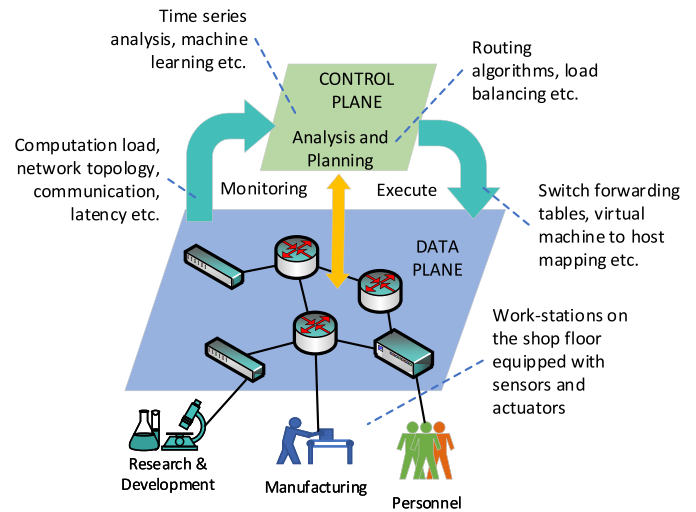 Time series
analysis, machine
learning etc.
CONTROL
PLANE
Analysis and
Planning
Routing
algorithms, load
balancing etc.
Computation load,
network topology,
communication,
latency etc.
Monitoring
Execute
Switch forwarding
tables, virtual
machine to host
mapping etc.
DATA
PLANE
Work-stations on
the shop floor
equipped with
sensors and
actuators
Research &
Development
Manufacturing
Personnel